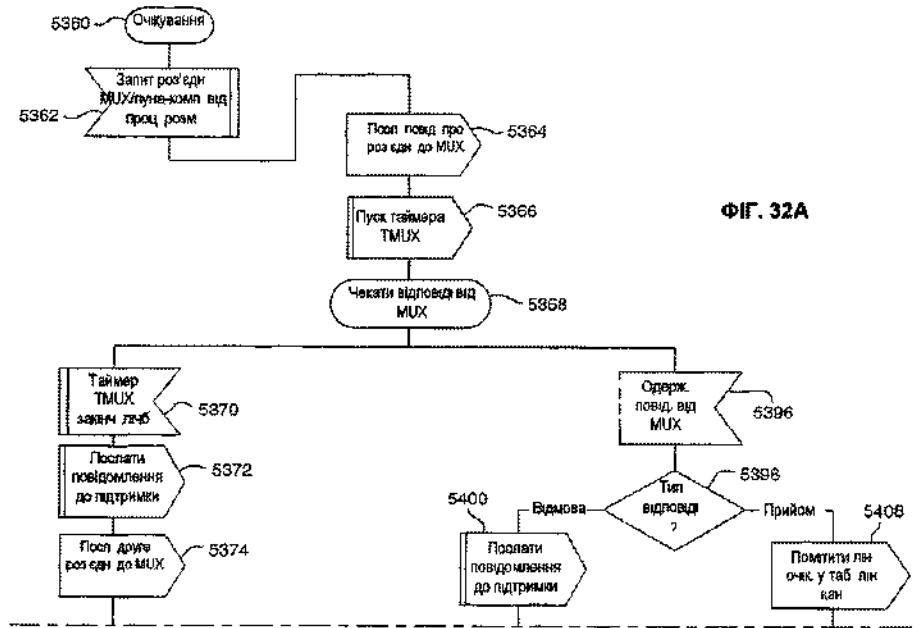 5360
Очікування
Запит роз'єдн
MUX/луна-комп від
проц розм
5362
Посл повід про
роз єдн до MUX
5364
Пуск таймера
TMUX
5366
ФІГ. 32А
Чекати відповіді від
MUX
5368
Таймер
TMUX
закінч лічб
5370
Одерж.
повід. від
MUX
5396
Послати
повідомлення
до підтримки
5372
Тип
відповіді
?
5398
Відмова
Прийом
5400
5408
Посл друге
роз'єдн до MUX
5374
Послати
повідомлення
до підтримки
Помітити лін
очік. у таб лін
кан